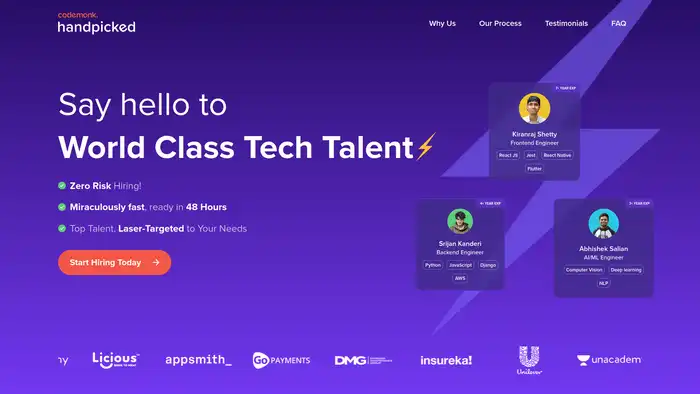 codemonk.
handpicked
Why Us
Our Process
Testimonials
FAQ
Say hello to
World Class Tech Talent
Zero Risk Hiring!
Miraculously fast, ready in 48 Hours
Top Talent, Laser-Targeted to Your Needs
Start Hiring Today
YEAR EXP
Kiranraj Shetty
Frontend Engineer
React JS
Jest
React Native
Flutter
4+ YEAR EXP
Srijan Kanderi
Backend Engineer
Python
JavaScript
Django
AWS
YEAR EXP
Abhishek Salian
AI/ML Engineer
Computer Vision
Deep learning
NLP
ny
Licious
appsmith_
Go PAYMENTS
DMG
insureka!
Unilever
unacadem